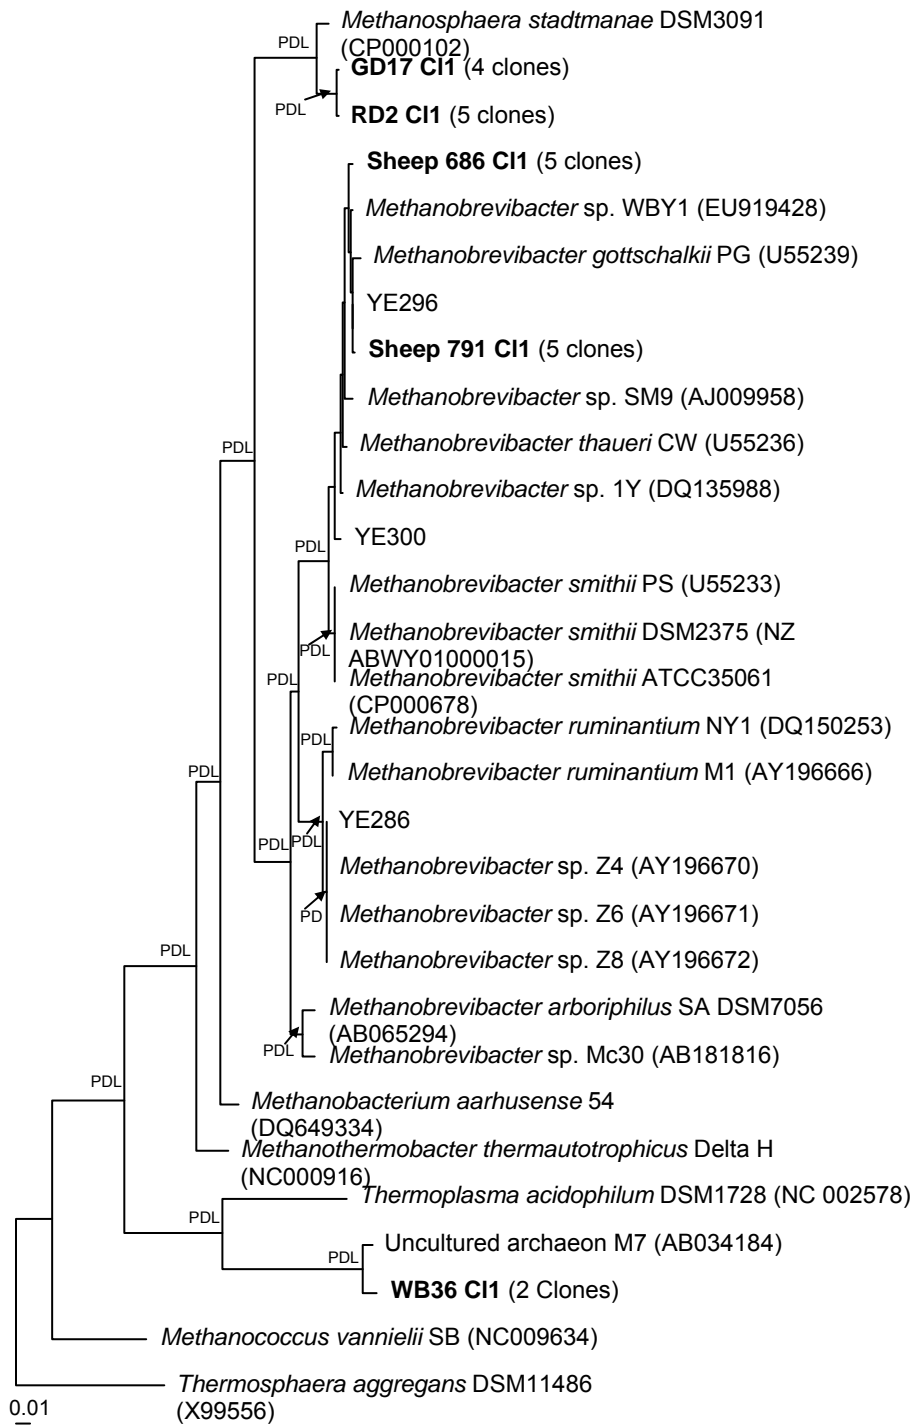 Methanosphaera stadtmanae DSM3091
(CP000102)
PDL
GD17 Cl1 (4 clones)
PDL
RD2 Cl1 (5 clones)
Sheep 686 Cl1 (5 clones)
Methanobrevibacter sp. WBY1 (EU919428)
Methanobrevibacter gottschalkii PG (U55239)
YE296
Sheep 791 Cl1 (5 clones)
Methanobrevibacter sp. SM9 (AJ009958)
PDL
Methanobrevibacter thaueri CW (U55236)
Methanobrevibacter sp. 1Y (DQ135988)
YE300
PDL
Methanobrevibacter smithii PS (U55233)
Methanobrevibacter smithii DSM2375 (NZ
ABWY01000015)
PDL
Methanobrevibacter smithii ATCC35061
(CP000678)
PDL
Methanobrevibacter ruminantium NY1 (DQ150253)
PDL
Methanobrevibacter ruminantium M1 (AY196666)
PDL
YE286
PDL
PDL
Methanobrevibacter sp. Z4 (AY196670)
Methanobrevibacter sp. Z6 (AY196671)
PD
Methanobrevibacter sp. Z8 (AY196672)
PDL
Methanobrevibacter arboriphilus SA DSM7056
(AB065294)
PDL
Methanobrevibacter sp. Mc30 (AB181816)
PDL
Methanobacterium aarhusense 54
(DQ649334)
Methanothermobacter thermautotrophicus Delta H
(NC000916)
Thermoplasma acidophilum DSM1728 (NC 002578)
PDL
Uncultured archaeon M7 (AB034184)
PDL
WB36 Cl1 (2 Clones)
Methanococcus vannielii SB (NC009634)
Thermosphaera aggregans DSM11486
(X99556)
0.01